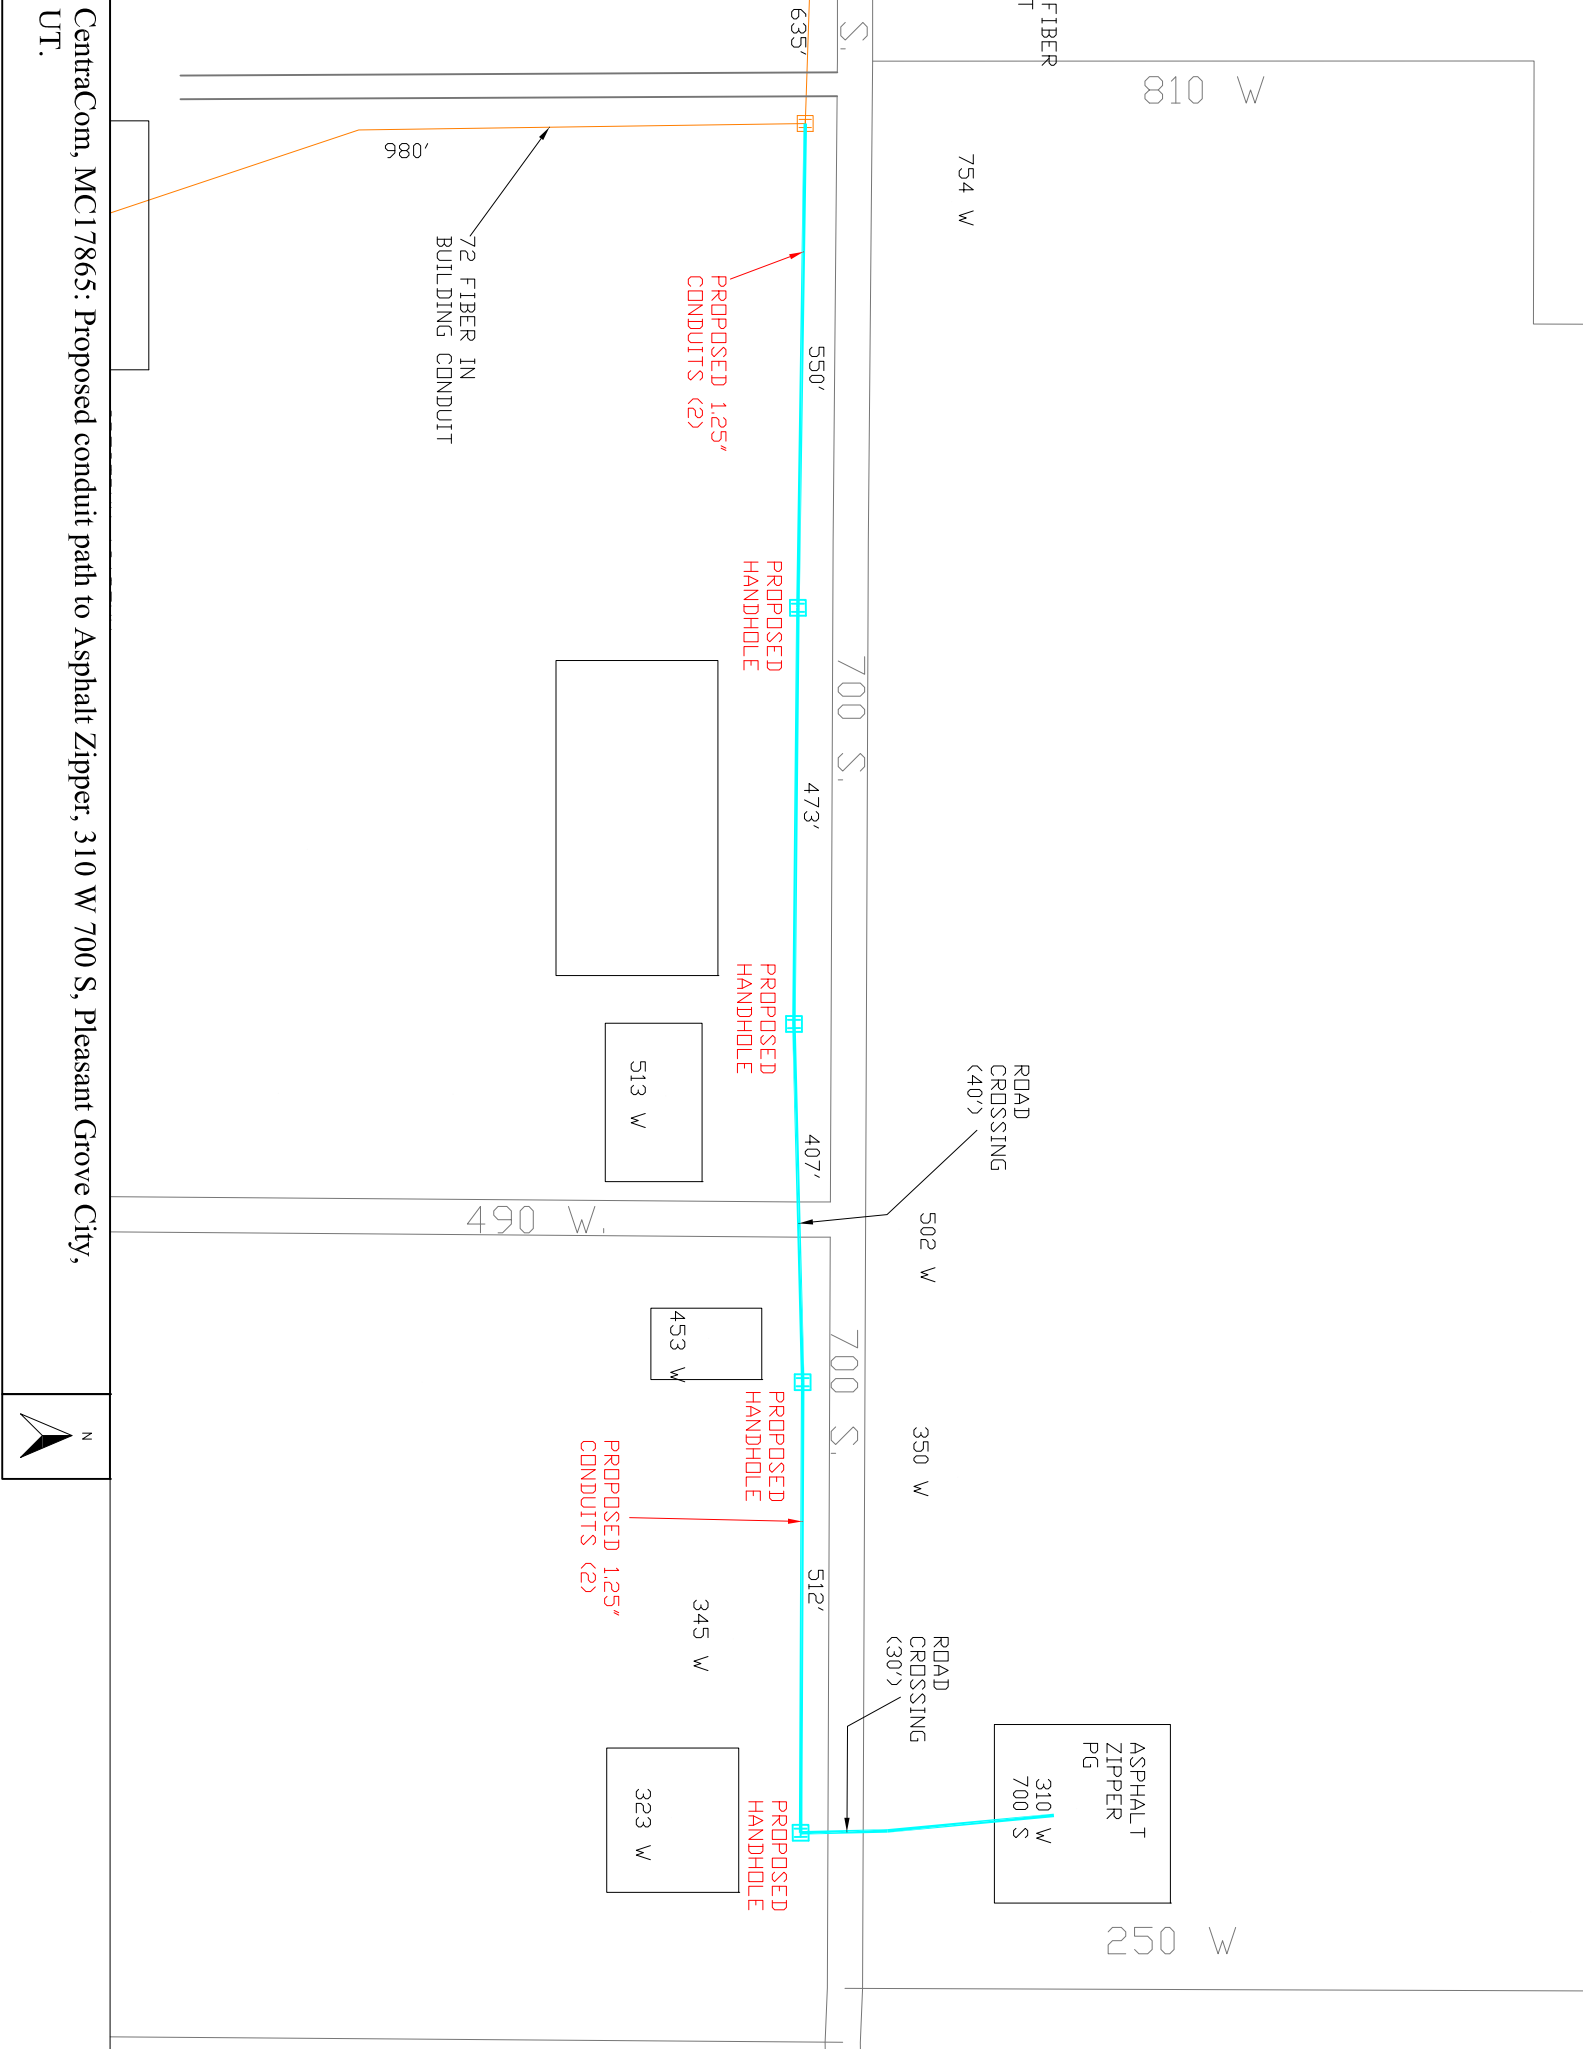 FIBER
T
810 W
754 W
S.
635'
980'
72 FIBER IN
BUILDING CONDUIT
PROPOSED 1.25"
CONDUITS (2)
550'
PROPOSED
HANDHOLE
700 S.
473'
PROPOSED
HANDHOLE
513 W
407'
ROAD
CROSSING
(40')
490 W.
502 W
453 W
700 S.
350 W
PROPOSED
HANDHOLE
PROPOSED 1.25"
CONDUITS (2)
512'
345 W
ROAD
CROSSING
(30')
ASPHALT
ZIPPER
PG
310 W
700 S
323 W
PROPOSED
HANDHOLE
250 W
CentraCom, MC17865: Proposed conduit path to Asphalt Zipper, 310 W 700 S, Pleasant Grove City,
UT.
N